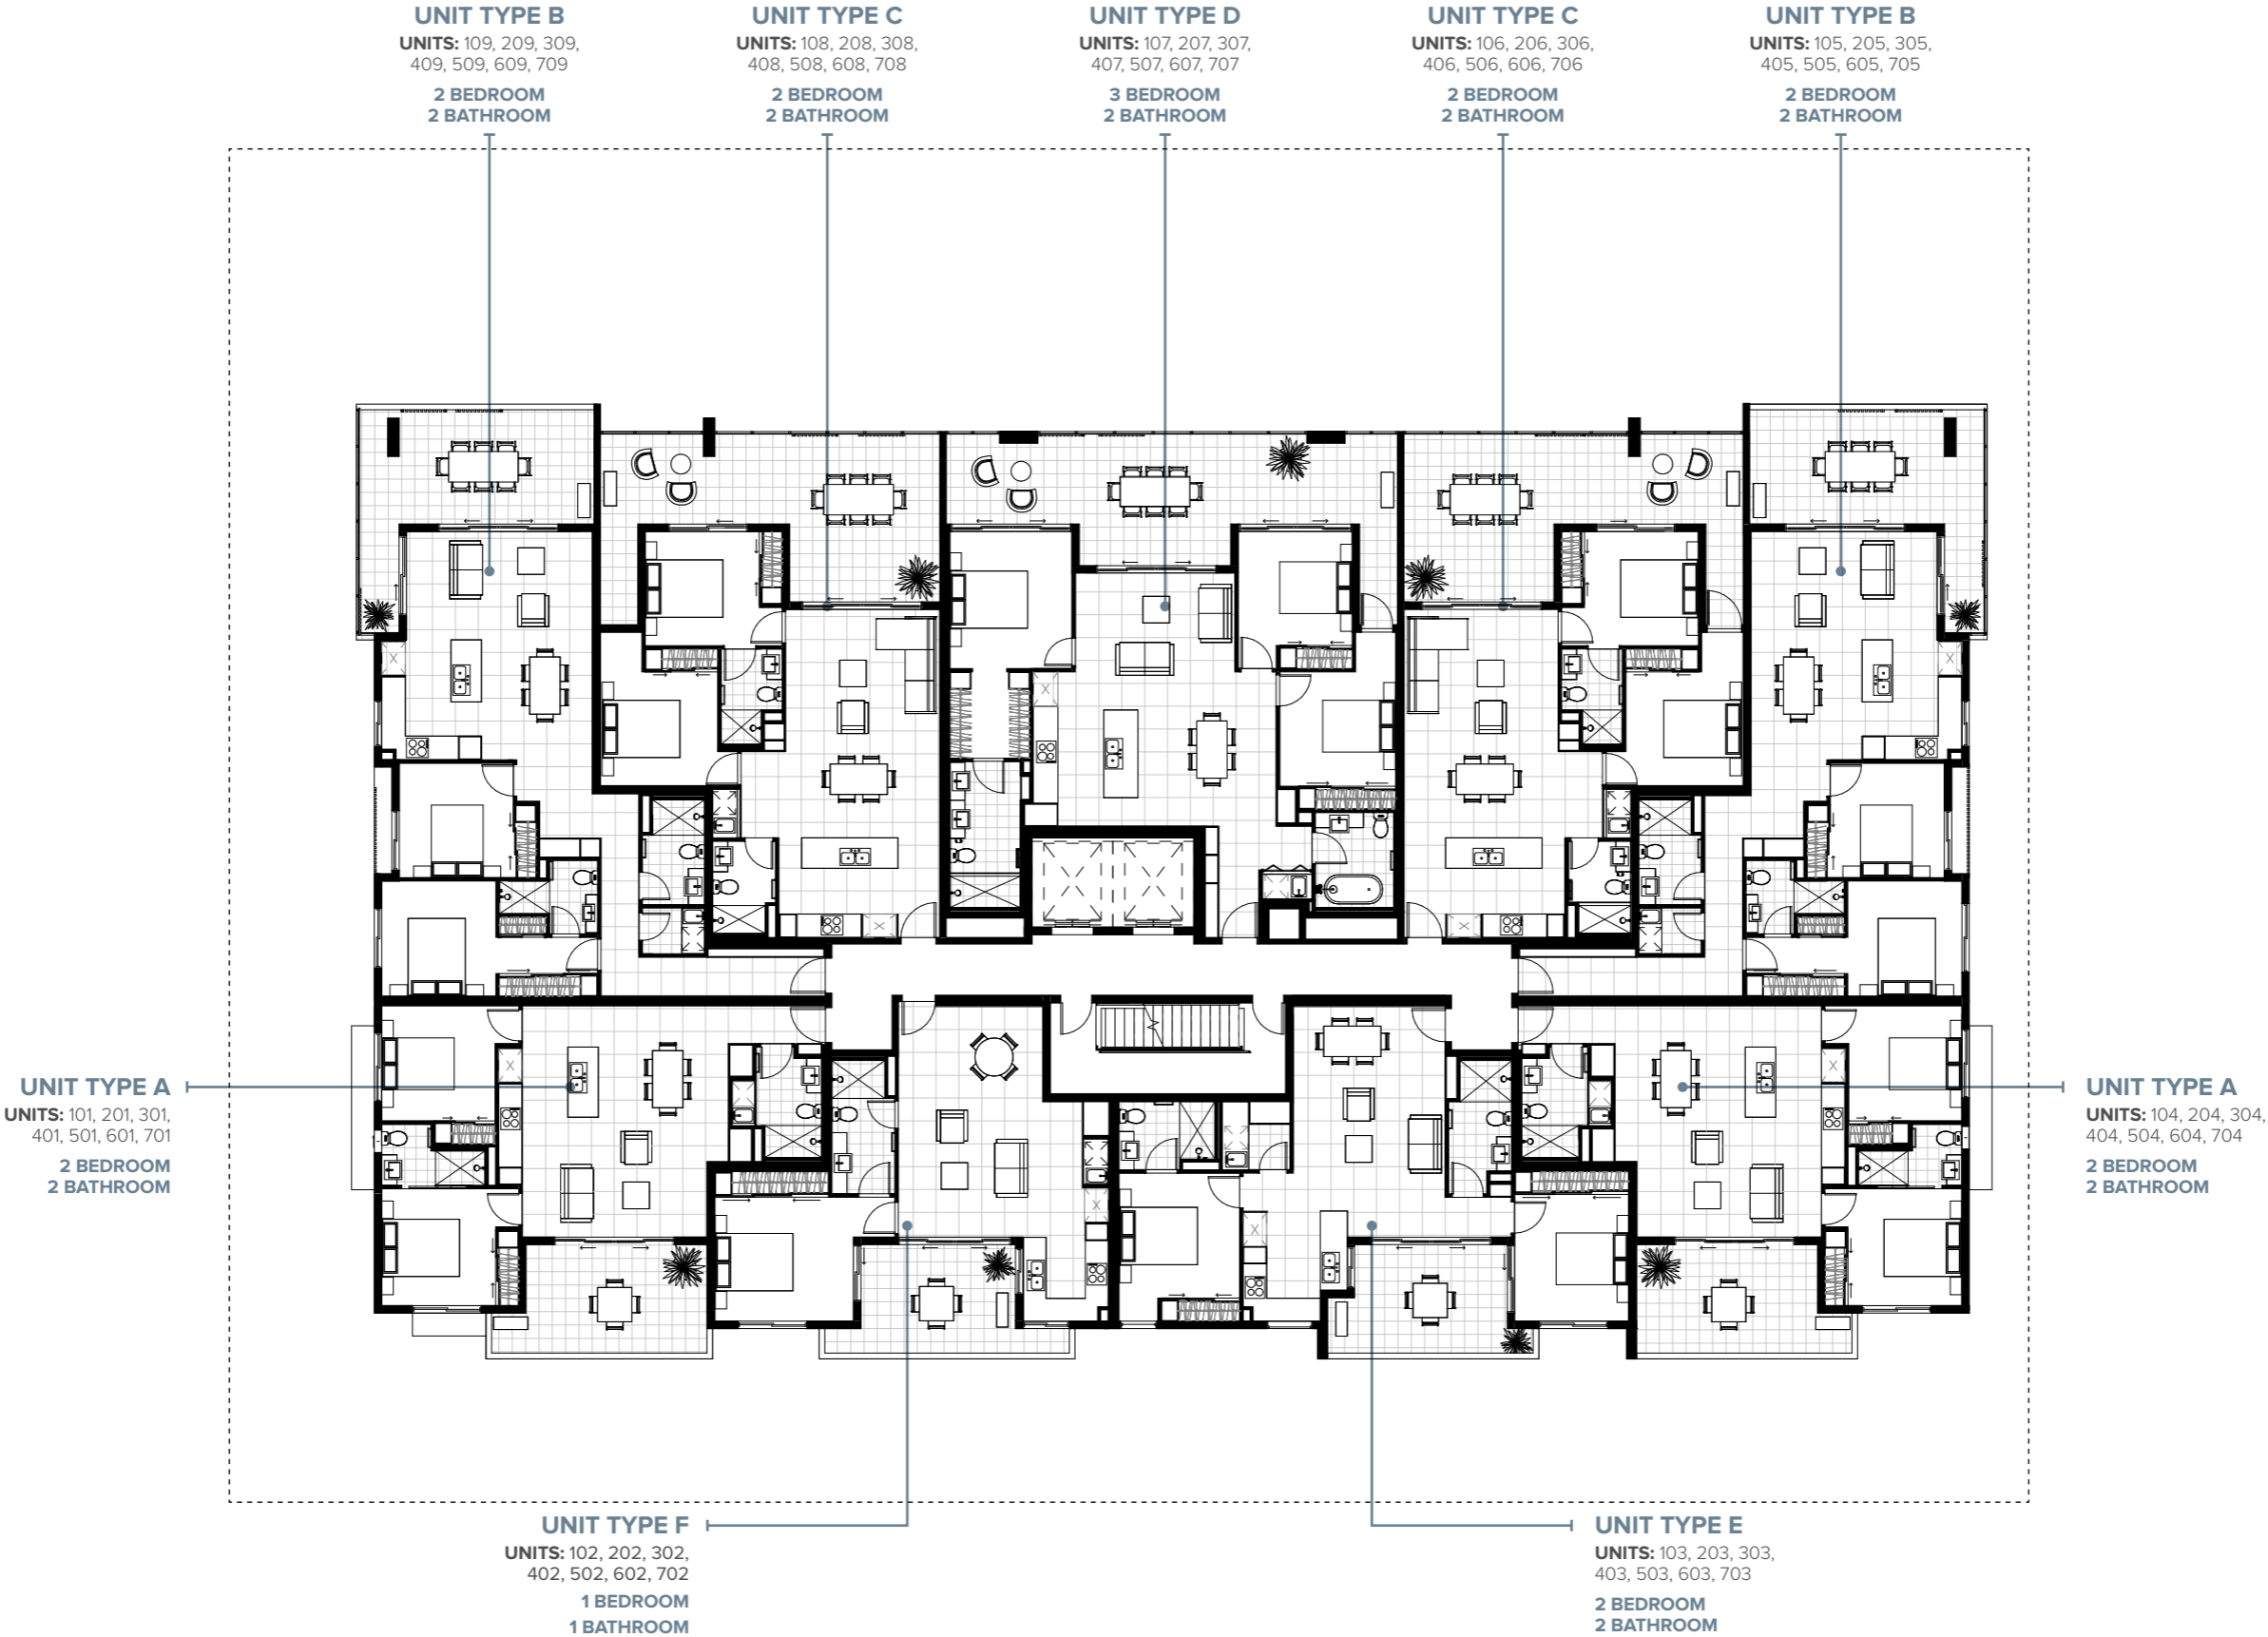 UNIT TYPE B
UNITS: 109, 209, 309,
409, 509, 609, 709
2 BEDROOM
2 BATHROOM
UNIT TYPE C
UNITS: 108, 208, 308,
408, 508, 608, 708
2 BEDROOM
2 BATHROOM
UNIT TYPE D
UNITS: 107, 207, 307,
407, 507, 607, 707
3 BEDROOM
2 BATHROOM
UNIT TYPE C
UNITS: 106, 206, 306,
406, 506, 606, 706
2 BEDROOM
2 BATHROOM
UNIT TYPE B
UNITS: 105, 205, 305,
405, 505, 605, 705
2 BEDROOM
2 BATHROOM
UNIT TYPE A
UNITS: 101, 201, 301,
401, 501, 601, 701
2 BEDROOM
2 BATHROOM
UNIT TYPE A
UNITS: 104, 204, 304,
404, 504, 604, 704
2 BEDROOM
2 BATHROOM
UNIT TYPE F
UNITS: 102, 202, 302,
402, 502, 602, 702
1 BEDROOM
1 BATHROOM
UNIT TYPE E
UNITS: 103, 203, 303,
403, 503, 603, 703
2 BEDROOM
2 BATHROOM